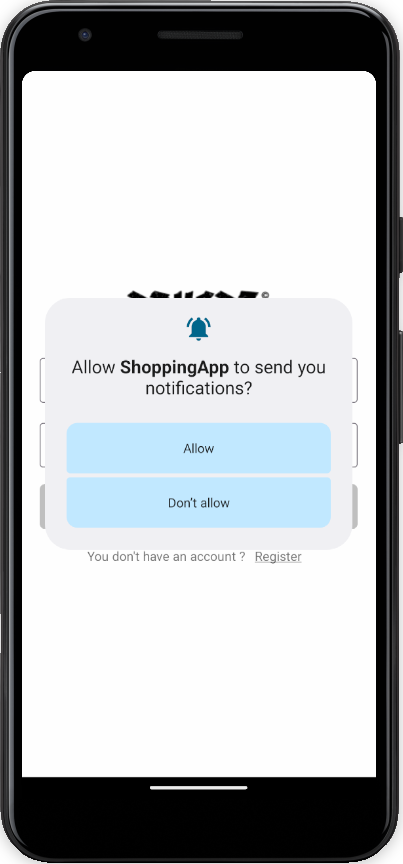 Allow ShoppingApp to send you
notifications?
Allow
Don't allow
You don't have an account ? Register